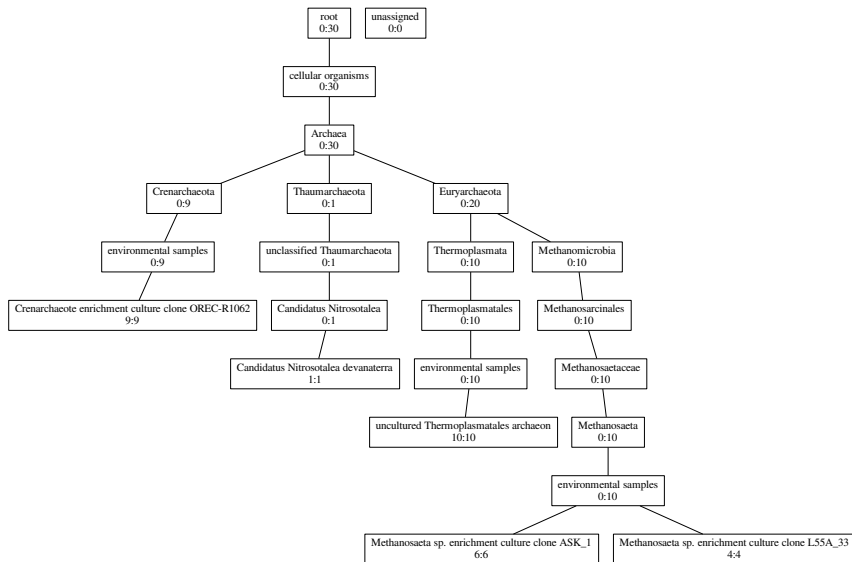 root
0:30
unassigned
0:0
cellular organisms
0:30
Archaea
0:30
Crenarchaeota
0:9
Thaumarchaeota
0:1
Euryarchaeota
0:20
environmental samples
0:9
unclassified Thaumarchaeota
0:1
Thermoplasmata
0:10
Methanomicrobia
0:10
Crenarchaeote enrichment culture clone OREC-R1062
9:9
Candidatus Nitrosotalea
0:1
Thermoplasmatales
0:10
Methanosarcinales
0:10
Candidatus Nitrosotalea devanaterra
1:1
environmental samples
0:10
Methanosaetaceae
0:10
uncultured Thermoplasmatales archaeon
10:10
Methanosaeta
0:10
environmental samples
0:10
Methanosaeta sp. enrichment culture clone ASK_1
6:6
Methanosaeta sp. enrichment culture clone L55A_33
4:4